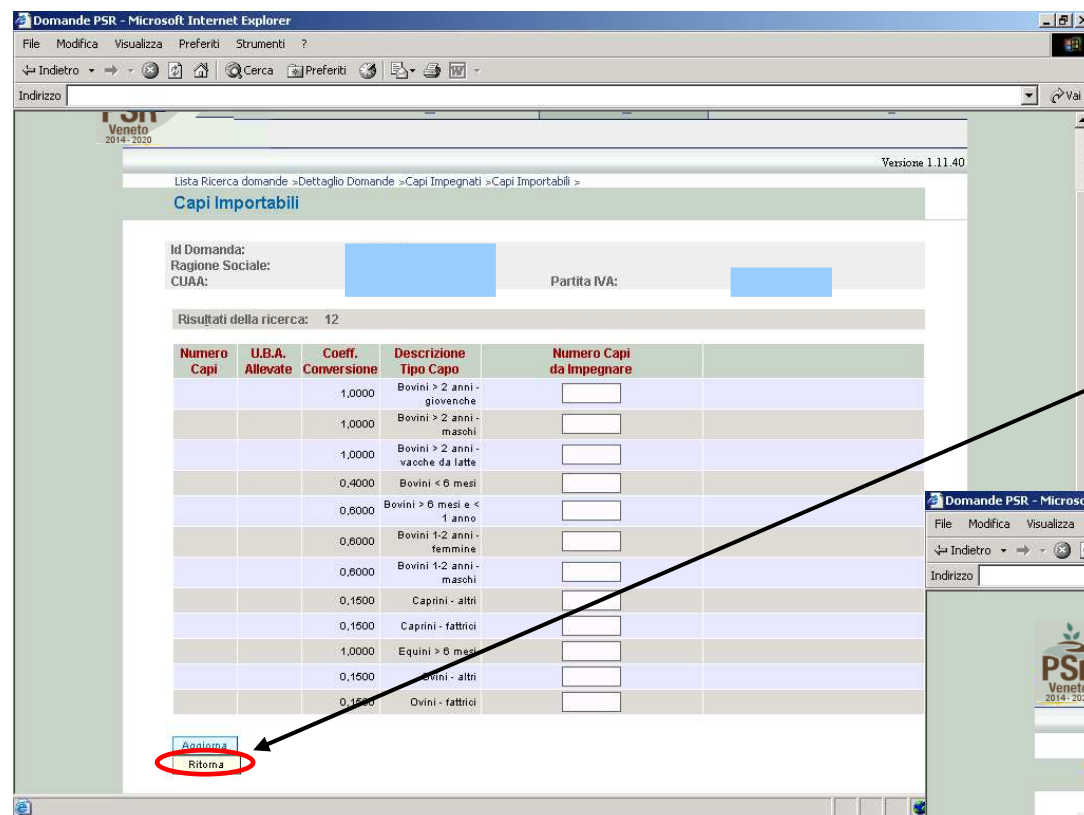 Domande PSR - Microsoft Internet Explorer
File Modifica Visualizza Preferiti Strumenti ?
Indietro Cerca Preferiti
Indirizzo Vai
PSR
Veneto
2014-2020
Versione 1.11.40
Lista Ricerca domande >Dettaglio Domande >Capi Impegnati >Capi Importabili >
Capi Importabili
Id Domanda:
Ragione Sociale:
CUAA: Partita IVA:
Risultati della ricerca: 12
Numero U.B.A. Coeff. Descrizione Numero Capi
Capi Allevate Conversione Tipo Capo da Impegnare
1,0000 Bovini > 2 anni -
giovenche
1,0000 Bovini > 2 anni -
maschi
1,0000 Bovini > 2 anni -
vacche da latte
0,4000 Bovini < 6 mesi
0,6000 Bovini > 6 mesi e <
1 anno
0,6000 Bovini 1-2 anni -
femmine
0,6000 Bovini 1-2 anni -
maschi
0,1500 Caprini - altri
0,1500 Caprini - fattrici
1,0000 Equini > 6 mesi
0,1500 Ovini - altri
0,1500 Ovini - fattrici
Aggiorna
Ritorna
Domande PSR - Microso
File Modifica Visualizza
Indietro
Indirizzo
PSR
Veneto
2014-20